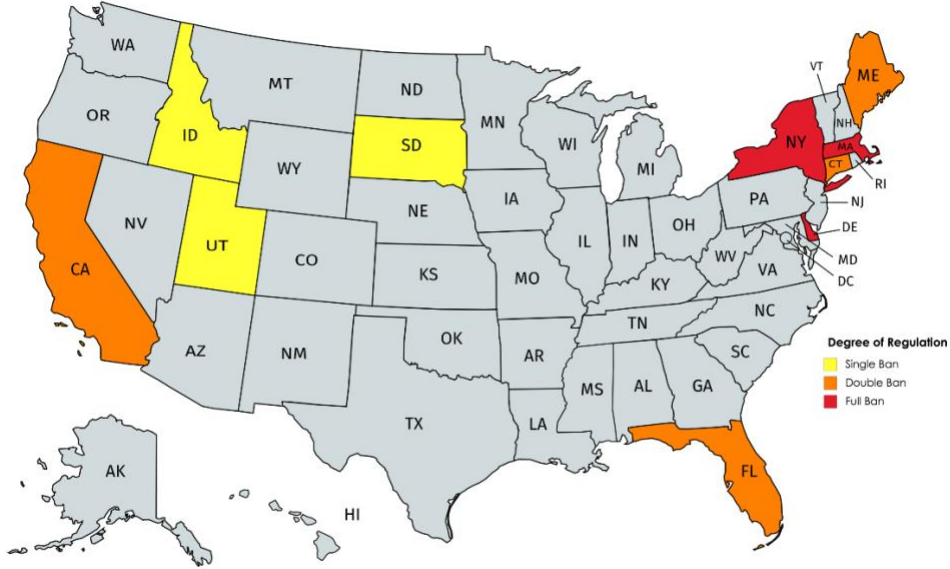 WA
MT
ND
MN
VT
ME
OR
ID
SD
WI
NH
NY
MA
CT
RI
WY
MI
IA
PA
NJ
NE
DE
NV
UT
IL
IN
OH
MD
DC
CA
CO
KS
MO
WV
VA
KY
NC
TN
OK
AZ
NM
AR
SC
Degree of Regulation
Single Ban
Double Ban
Full Ban
MS
AL
GA
TX
LA
FL
AK
HI